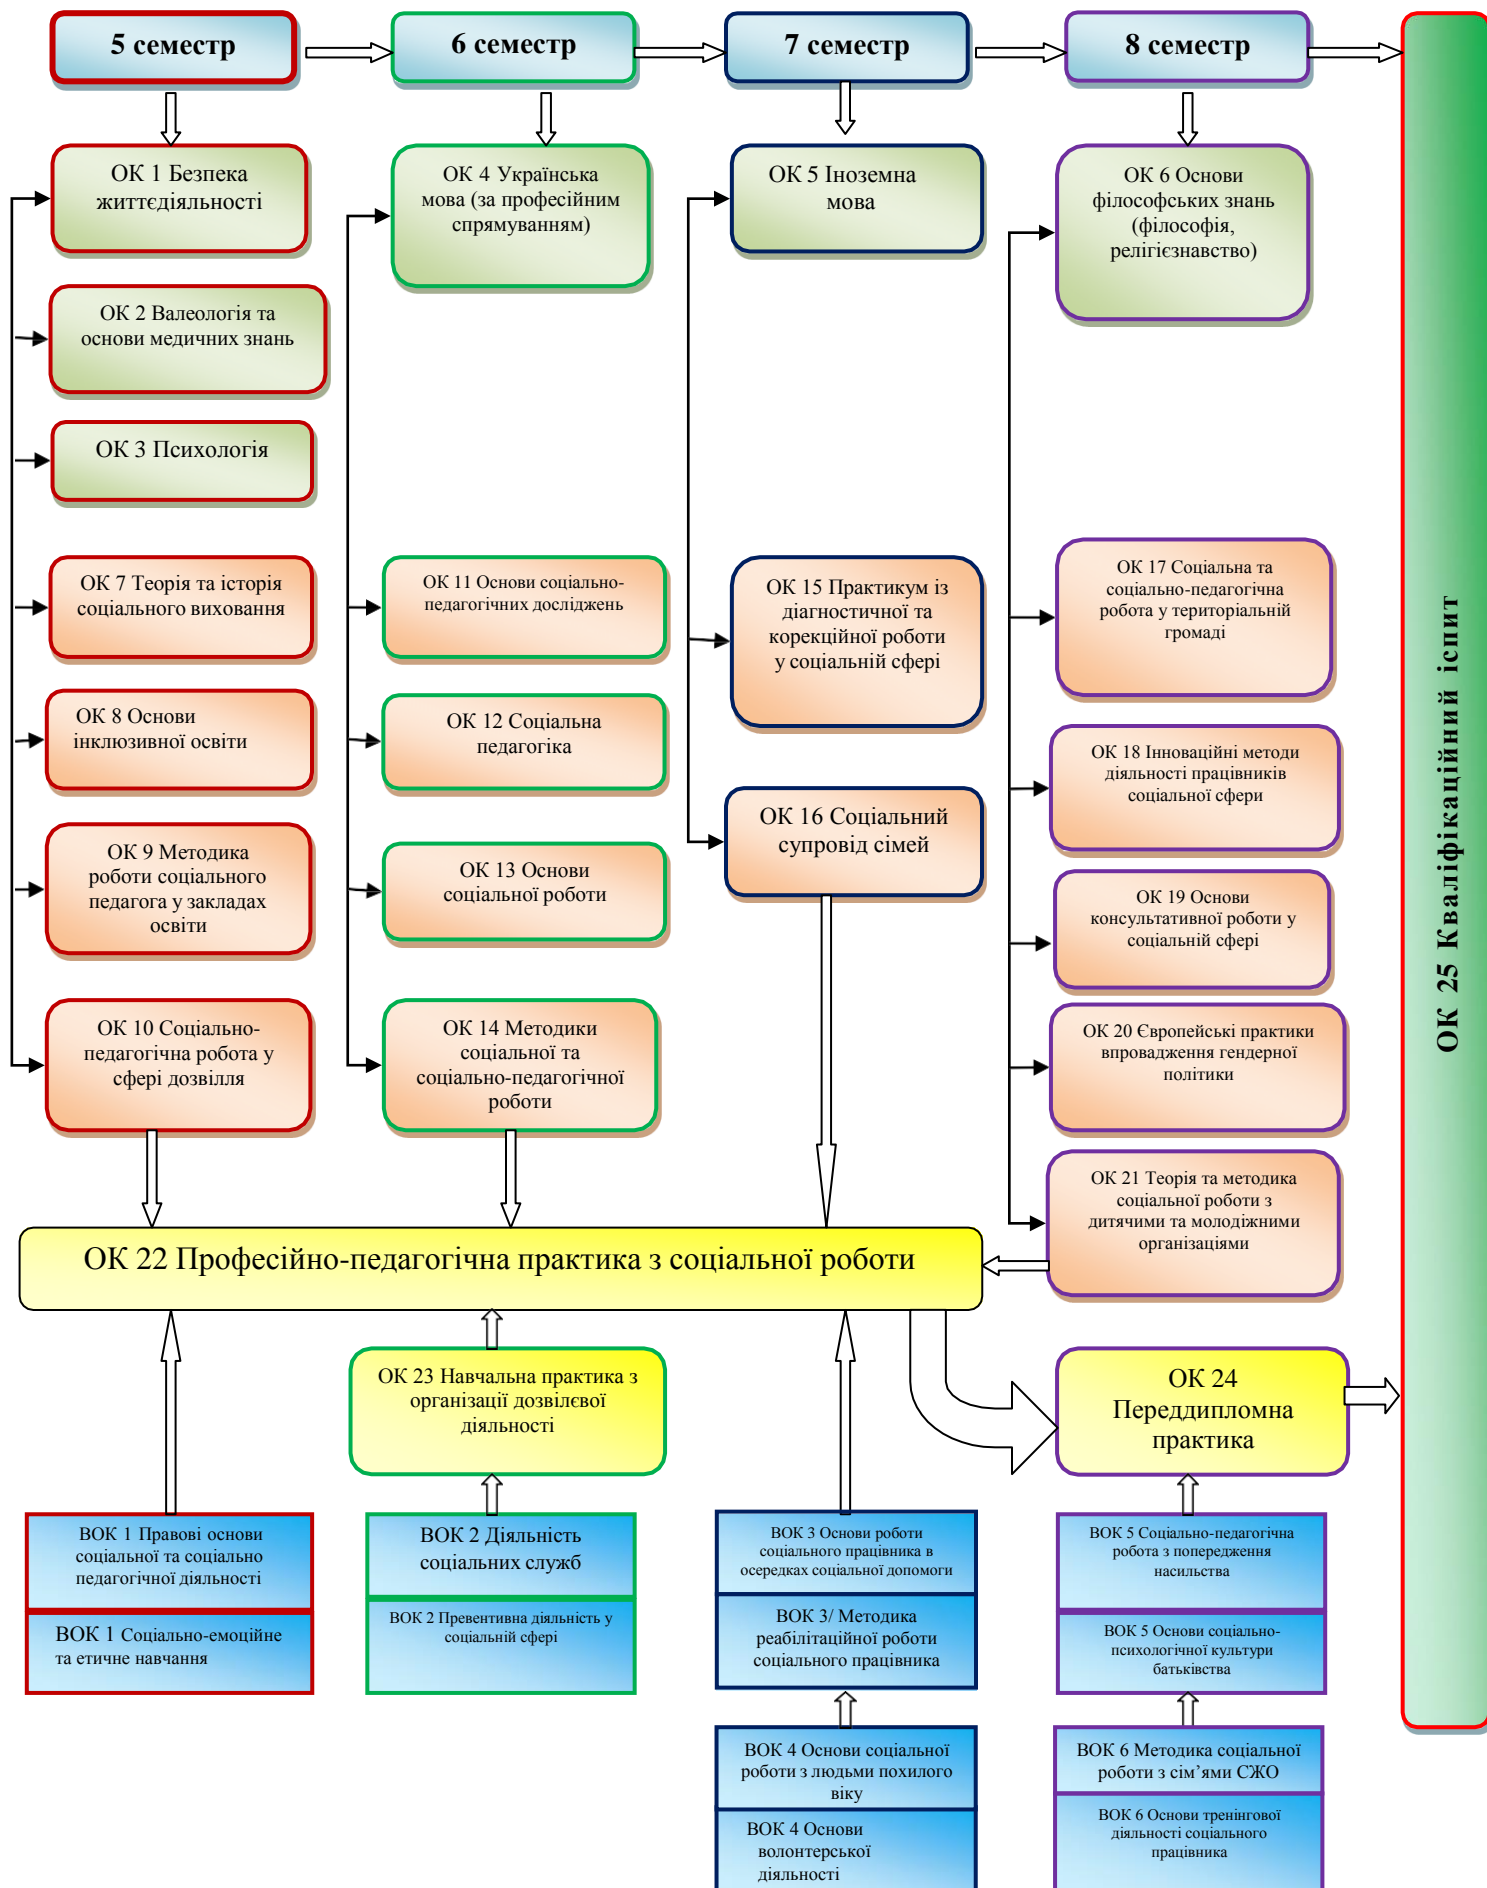 5 семестр
6 семестр
7 семестр
8 семестр
ОК 1 Безпека
життєдіяльності
ОК 2 Валеологія та
основи медичних знань
ОК 3 Психологія
ОК 7 Теорія та історія
соціального виховання
ОК 8 Основи
інклюзивної освіти
ОК 9 Методика
роботи соціального
педагога у закладах
освіти
ОК 10 Соціально-
педагогічна робота у
сфері дозвілля
ОК 4 Українська
мова (за професійним
спрямуванням)
ОК 11 Основи соціально-
педагогічних досліджень
ОК 12 Соціальна
педагогіка
ОК 13 Основи
соціальної роботи
ОК 14 Методики
соціальної та
соціально-педагогічної
роботи
ОК 5 Іноземна
мова
ОК 15 Практикум із
діагностичної та
корекційної роботи
у соціальній сфері
ОК 16 Соціальний
супровід сімей
ОК 6 Основи
філософських знань
(філософія,
релігієзнавство)
ОК 17 Соціальна та
соціально-педагогічна
робота у територіальній
громаді
ОК 18 Інноваційні методи
діяльності працівників
соціальної сфери
ОК 19 Основи
консультативної роботи у
соціальній сфері
ОК 20 Європейські практики
впровадження гендерної
політики
ОК 21 Теорія та методика
соціальної роботи з
дитячими та молодіжними
організаціями
ОК 22 Професійно-педагогічна практика з соціальної роботи
ОК 23 Навчальна практика з
організації дозвілєвої
діяльності
ОК 24
Переддипломна
практика
ВОК 1 Правові основи
соціальної та соціально
педагогічної діяльності
ВОК 1 Соціально-емоційне
та етичне навчання
ВОК 2 Діяльність
соціальних служб
ВОК 2 Превентивна діяльність у
соціальній сфері
ВОК 3 Основи роботи
соціального працівника в
осередках соціальної допомоги
ВОК 3/ Методика
реабілітаційної роботи
соціального працівника
ВОК 4 Основи соціальної
роботи з людьми похилого
віку
ВОК 4 Основи
волонтерської
діяльності
ВОК 5 Соціально-педагогічна
робота з попередження
насильства
ВОК 5 Основи соціально-
психологічної культури
батьківства
ВОК 6 Методика соціальної
роботи з сім’ями СЖО
ВОК 6 Основи тренінгової
діяльності соціального
працівника
ОК 25 Кваліфікаційний іспит